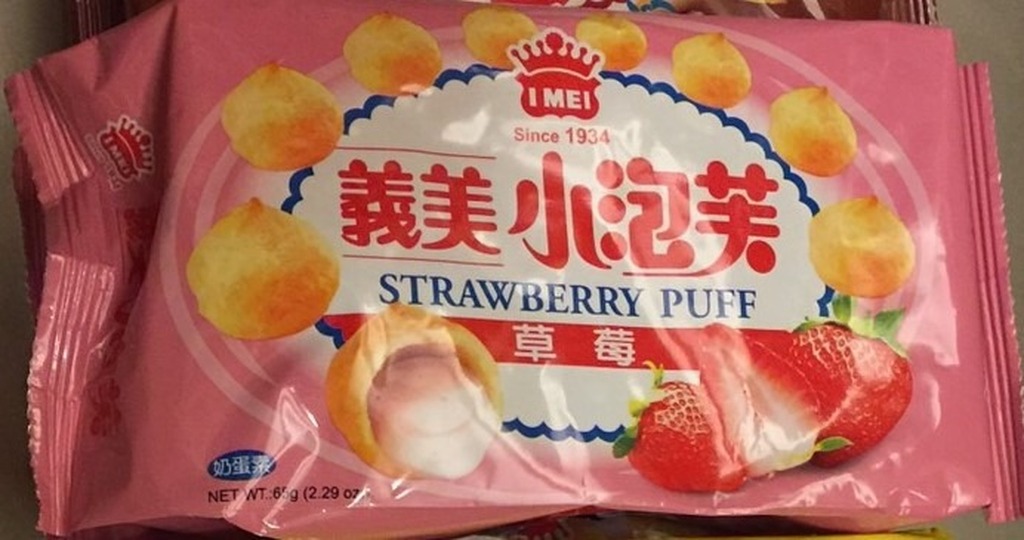 I MEI
Since 1934
義美小泡芙
STRAWBERRY PUFF
草莓
奶蛋素
NET WT.:65g (2.29 oz
I MEI